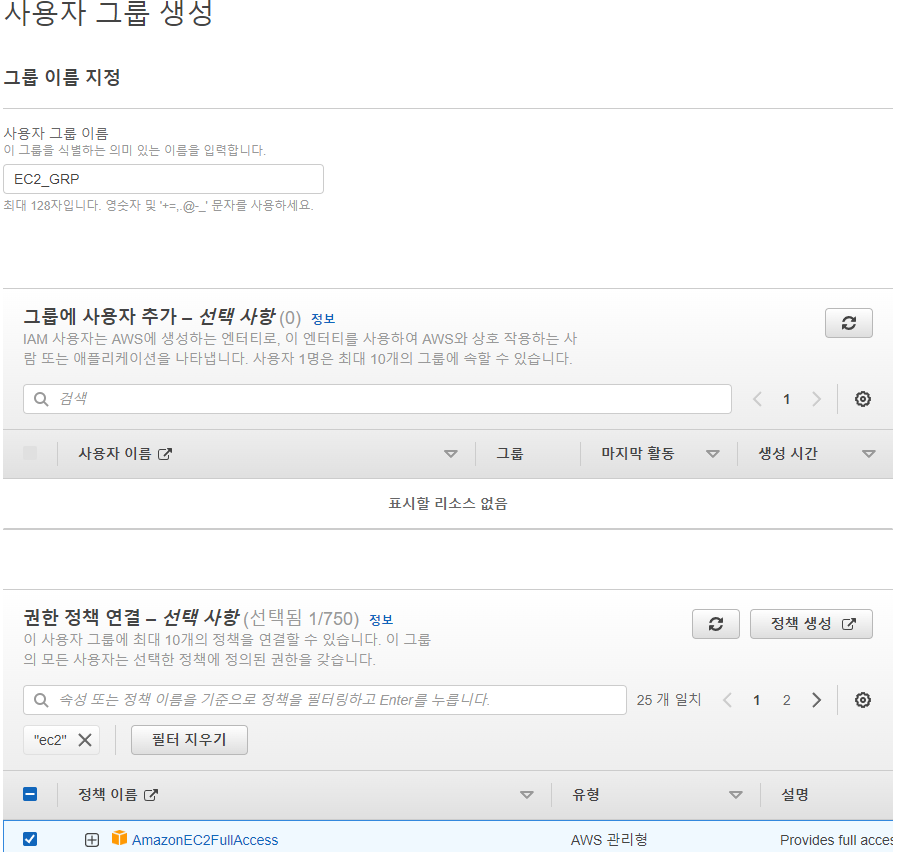 사용자 그룹 생성
그룹 이름 지정
사용자 그룹 이름
이 그룹을 식별하는 의미 있는 이름을 입력합니다.
EC2_GRP
최대 128자입니다. 영숫자 및 '+=,.@-_' 문자를 사용하세요.
그룹에 사용자 추가 – 선택 사항 (0) 정보
IAM 사용자는 AWS에 생성하는 엔터티로, 이 엔터티를 사용하여 AWS와 상호 작용하는 사
람 또는 애플리케이션을 나타냅니다. 사용자 1명은 최대 10개의 그룹에 속할 수 있습니다.
검색 1
사용자 이름 그룹 마지막 활동 생성 시간
표시할 리소스 없음
권한 정책 연결 – 선택 사항 (선택됨 1/750) 정보 정책 생성
이 사용자 그룹에 최대 10개의 정책을 연결할 수 있습니다. 이 그룹
의 모든 사용자는 선택한 정책에 정의된 권한을 갖습니다.
속성 또는 정책 이름을 기준으로 정책을 필터링하고 Enter를 누릅니다. 25 개 일치 1 2
"ec2" 필터 지우기
정책 이름 유형 설명
AmazonEC2FullAccess AWS 관리형 Provides full acces